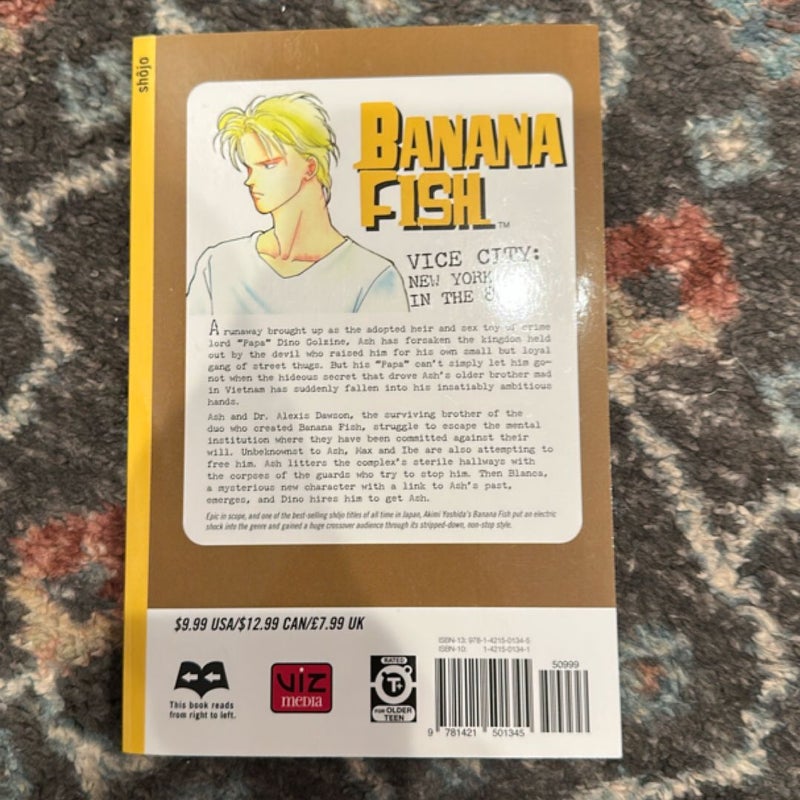 shōjo
BANANA
FISH™
VICE CITY:
NEW YORK
IN THE
A runaway brought up as the adopted heir and sex toy of crime
lord "Papa" Dino Golzine, Ash has forsaken the kingdom held
out by the devil who raised him for his own small but loyal
gang of street thugs. But his "Papa" can't simply let him go—
not when the hideous secret that drove Ash's older brother mad
in Vietnam has suddenly fallen into his insatiably ambitious
hands.
Ash and Dr. Alexis Dawson, the surviving brother of the
duo who created Banana Fish, struggle to escape the mental
institution where they have been committed against their
will. Unbeknownst to Ash, Max and Ibe are also attempting to
free him. Ash litters the complex's sterile hallways with
the corpses of the guards who try to stop him. Then Blanca,
a mysterious new character with a link to Ash's past,
emerges, and Dino hires him to get Ash.
Epic in scope, and one of the best-selling shōjo titles of all time in Japan, Akimi Yoshida's Banana Fish put an electric
shock into the genre and gained a huge crossover audience through its stripped-down, non-stop style.
$9.99 USA/$12.99 CAN/£7.99 UK
ISBN-13: 978-1-4215-0134-5
ISBN-10: 1-4215-0134-1
50999
This book reads
from right to left.
VIZ
MEDIA
RATED
T+
FOR OLDER
TEEN
9 781421 501345